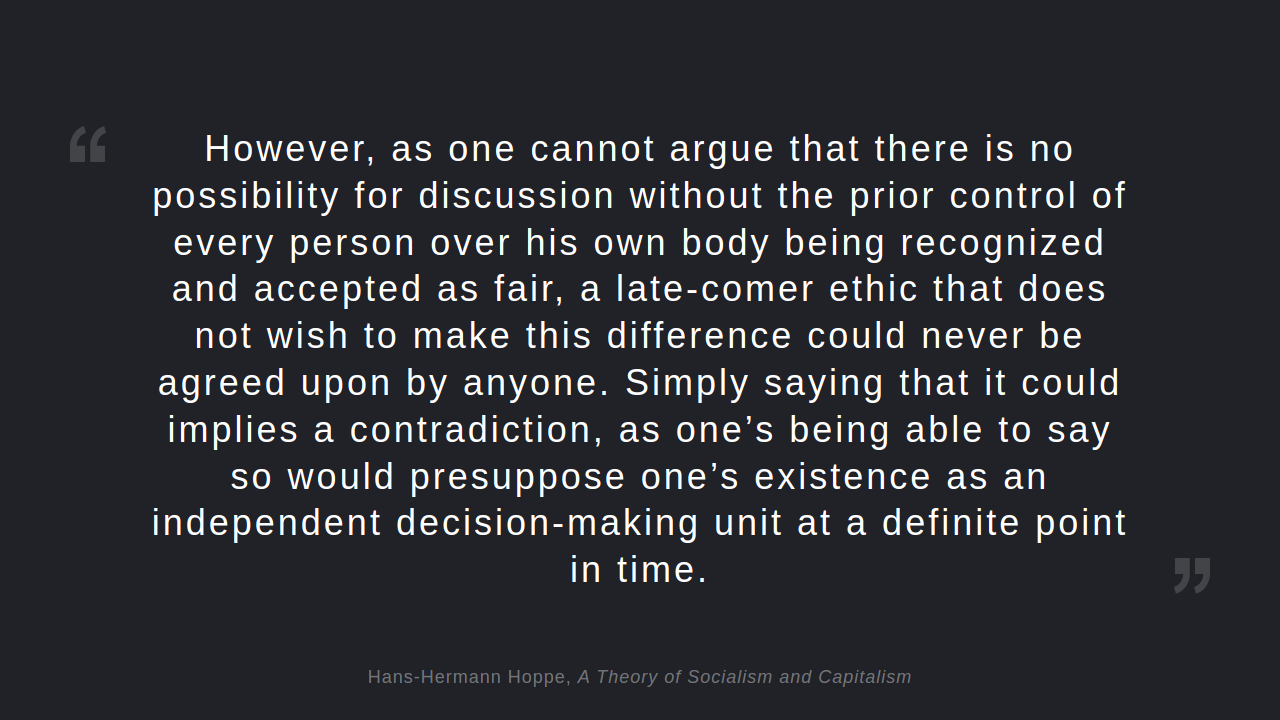 “
However, as one cannot argue that there is no
possibility for discussion without the prior control of
every person over his own body being recognized
and accepted as fair, a late-comer ethic that does
not wish to make this difference could never be
agreed upon by anyone. Simply saying that it could
implies a contradiction, as one’s being able to say
so would presuppose one’s existence as an
independent decision-making unit at a definite point
in time.
”
Hans-Hermann Hoppe, A Theory of Socialism and Capitalism